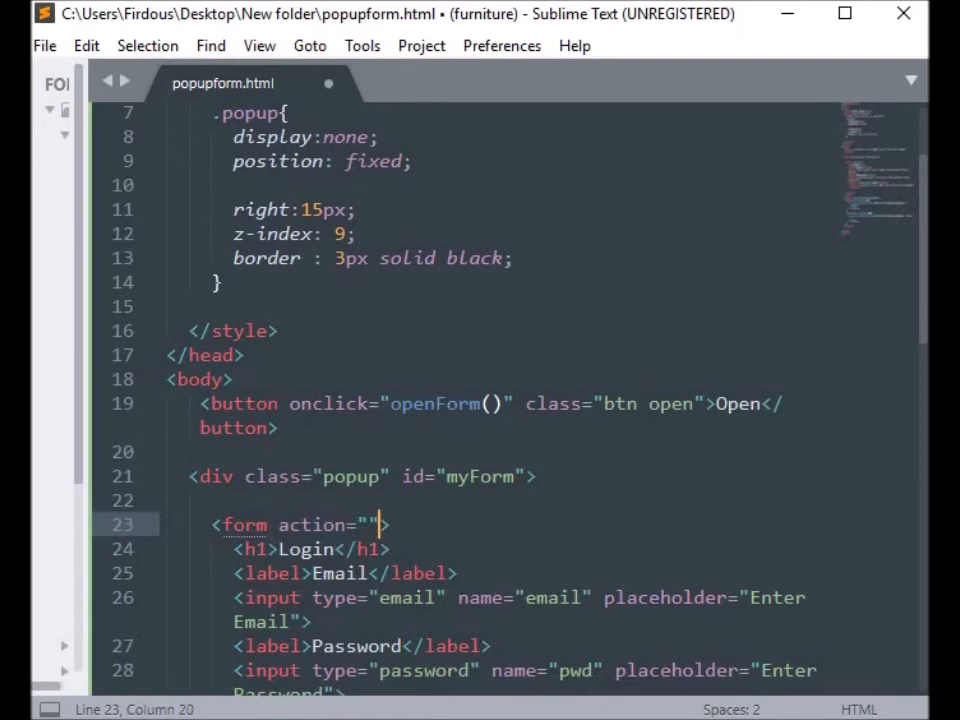 C:\Users\Firdous\Desktop\New folder\popupform.html • (furniture) - Sublime Text (UNREGISTERED)
File Edit Selection Find View Goto Tools Project Preferences Help
FOI
popupform.html
7 .popup{
8 display:none;
9 position: fixed;
10
11 right:15px;
12 z-index: 9;
13 border : 3px solid black;
14 }
15
16 </style>
17 </head>
18 <body>
19 <button onclick="openForm()" class="btn open">Open</
button>
20
21 <div class="popup" id="myForm">
22
23 <form action="">
24 <h1>Login</h1>
25 <label>Email</label>
26 <input type="email" name="email" placeholder="Enter
Email">
27 <label>Password</label>
28 <input type="password" name="pwd" placeholder="Enter
Password">
Line 23, Column 20
Spaces: 2
HTML